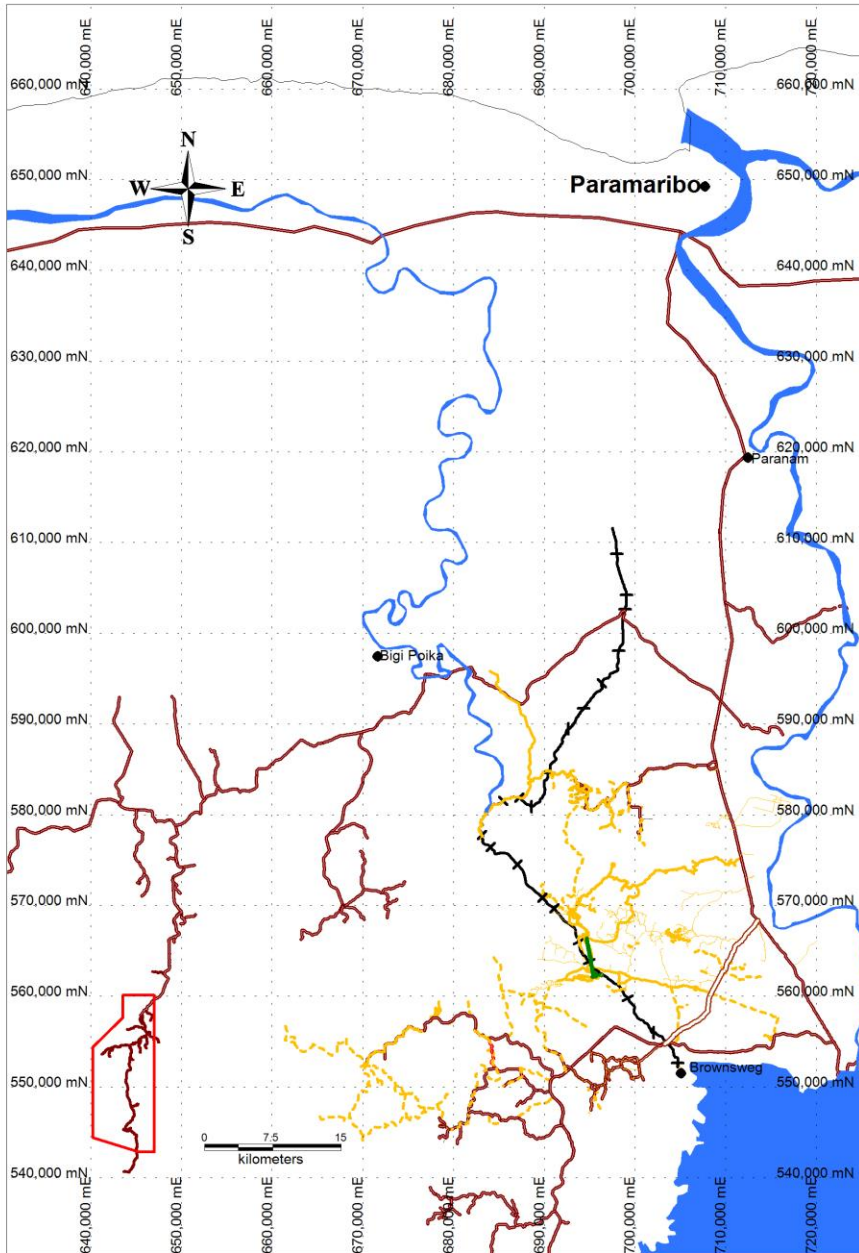 640,000 mE
650,000 mE
660,000 mE
670,000 mE
680,000 mE
690,000 mE
700,000 mE
710,000 mE
720,000 mE
660,000 mN
660,000 mN
650,000 mN
650,000 mN
N
W
E
S
Paramaribo
640,000 mN
640,000 mN
630,000 mN
630,000 mN
620,000 mN
620,000 mN
Paranam
610,000 mN
610,000 mN
600,000 mN
600,000 mN
Bigi Poika
590,000 mN
590,000 mN
580,000 mN
580,000 mN
570,000 mN
570,000 mN
560,000 mN
560,000 mN
550,000 mN
550,000 mN
Brownsweg
0
7.5
15
kilometers
540,000 mN
540,000 mN
640,000 mE
650,000 mE
660,000 mE
670,000 mE
680,000 mE
690,000 mE
700,000 mE
710,000 mE
720,000 mE